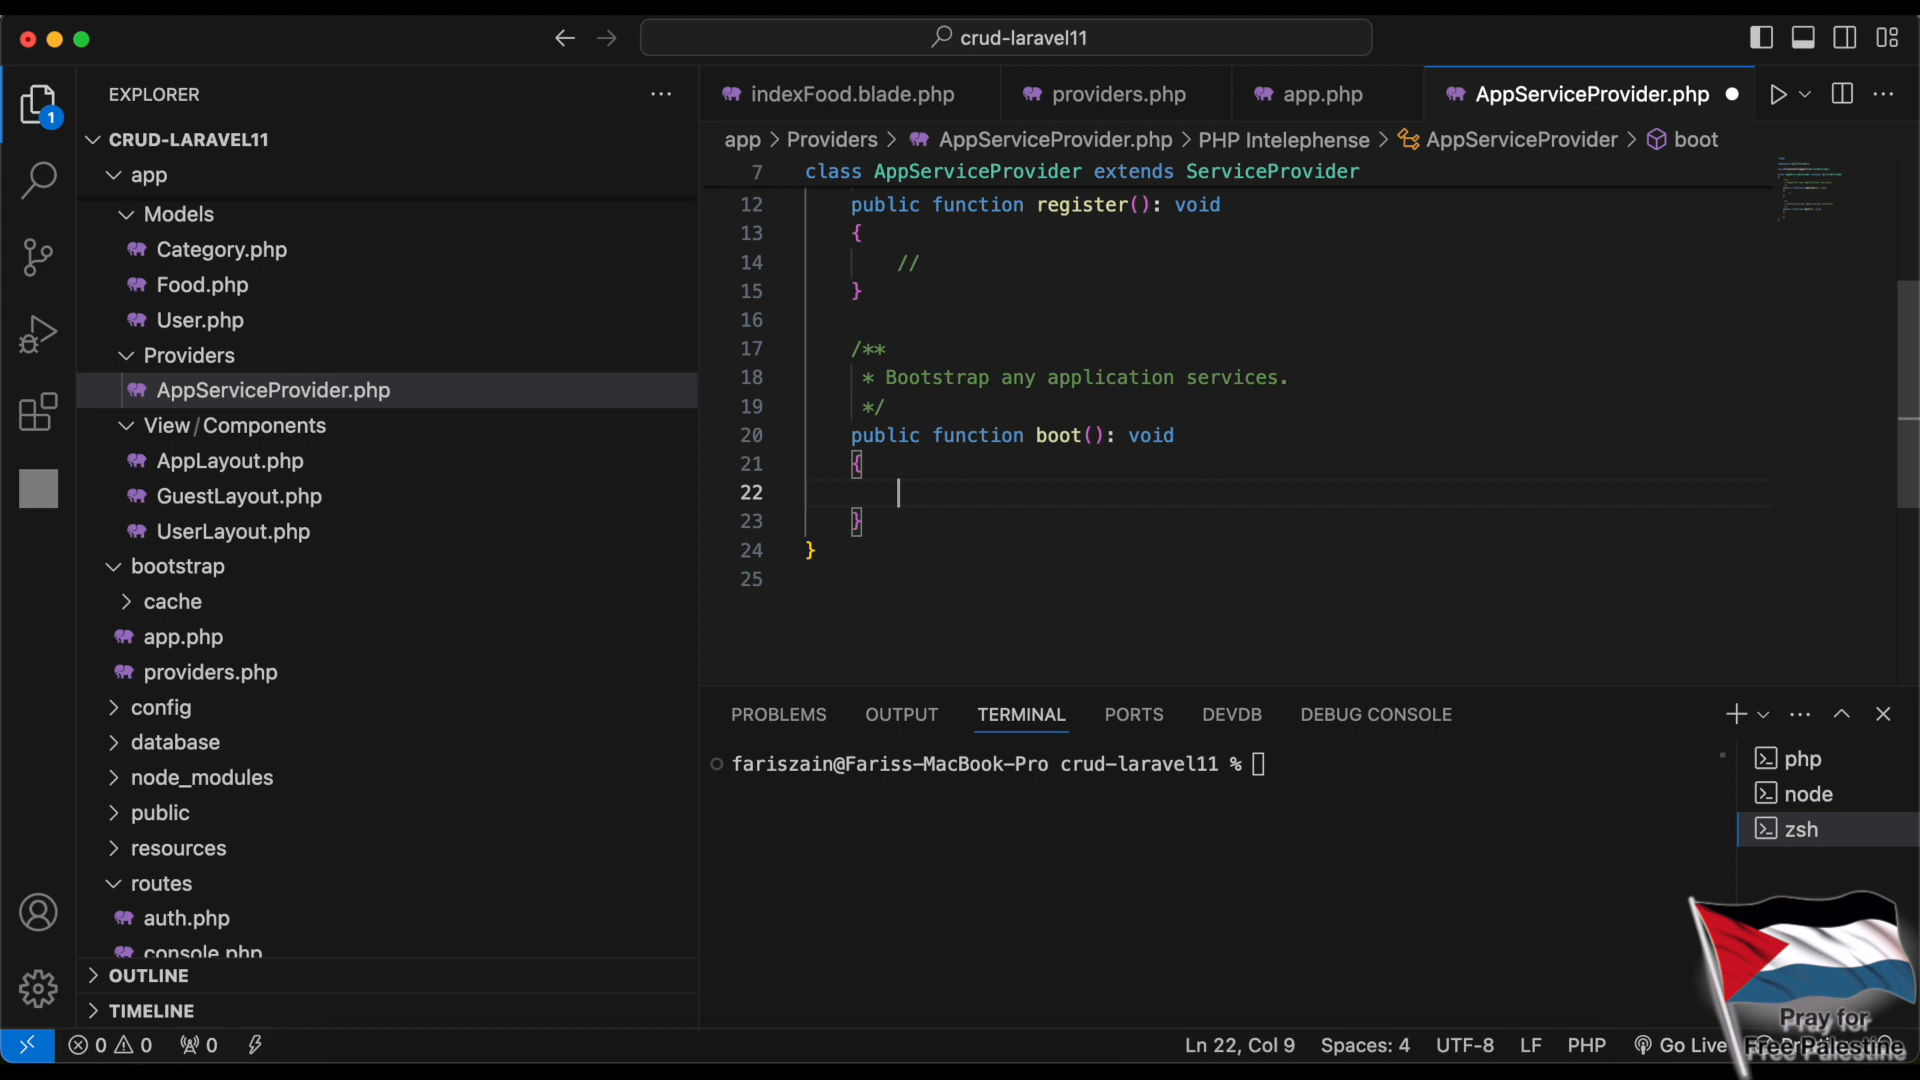 crud-laravel11
1
EXPLORER
CRUD-LARAVEL11
app
Models
Category.php
Food.php
User.php
Providers
AppServiceProvider.php
View/Components
AppLayout.php
GuestLayout.php
UserLayout.php
bootstrap
cache
app.php
providers.php
config
database
node_modules
public
resources
routes
auth.php
console.php
OUTLINE
TIMELINE
indexFood.blade.php
providers.php
app.php
AppServiceProvider.php
app > Providers > AppServiceProvider.php > PHP Intelephense > AppServiceProvider > boot
7 class AppServiceProvider extends ServiceProvider
12 public function register(): void
13 {
14 //
15 }
16
17 /**
18 * Bootstrap any application services.
19 */
20 public function boot(): void
21 {
22
23 }
24 }
25
PROBLEMS OUTPUT TERMINAL PORTS DEVDB DEBUG CONSOLE
fariszain@Fariss-MacBook-Pro crud-laravel11 %
php
node
zsh
Pray for
Free Palestine
0 0 0 Ln 22, Col 9 Spaces: 4 UTF-8 LF PHP Go Live